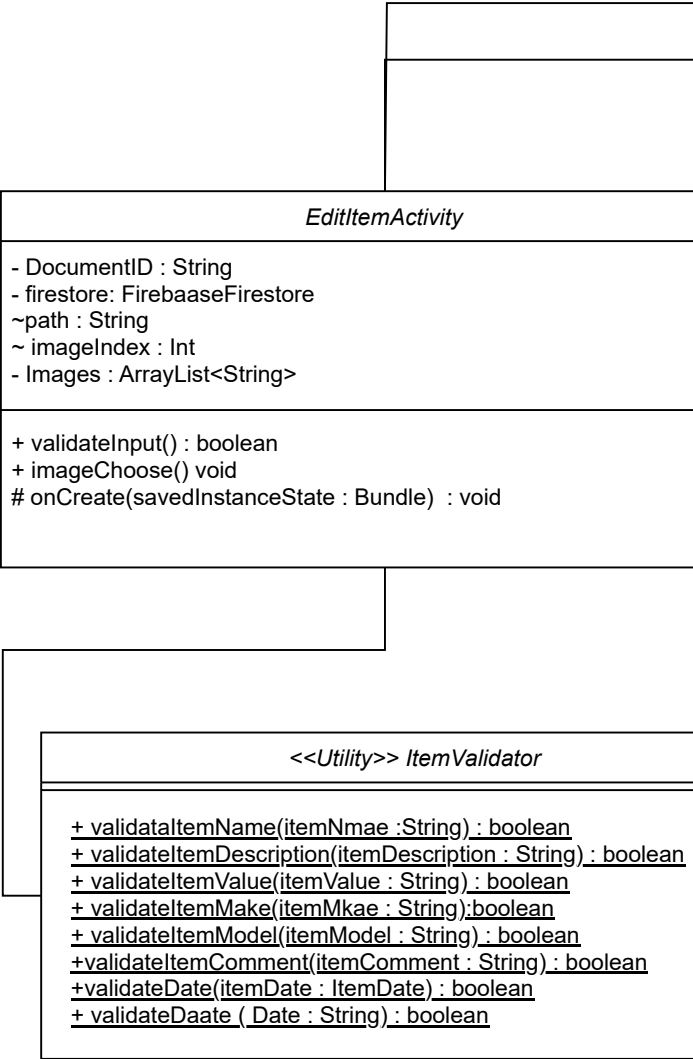 EditItemActivity
- DocumentID : String
- firestore: FirebaaseFirestore
~path : String
~ imageIndex : Int
- Images : ArrayList<String>
+ validateInput() : boolean
+ imageChoose() void
# onCreate(savedInstanceState : Bundle)  : void
<<Utility>> ItemValidator
+ validataItemName(itemNmae :String) : boolean
+ validateItemDescription(itemDescription : String) : boolean
+ validateItemValue(itemValue : String) : boolean
+ validateItemMake(itemMkae : String):boolean
+ validateItemModel(itemModel : String) : boolean
+validateItemComment(itemComment : String) : boolean
+validateDate(itemDate : ItemDate) : boolean
+ validateDaate ( Date : String) : boolean